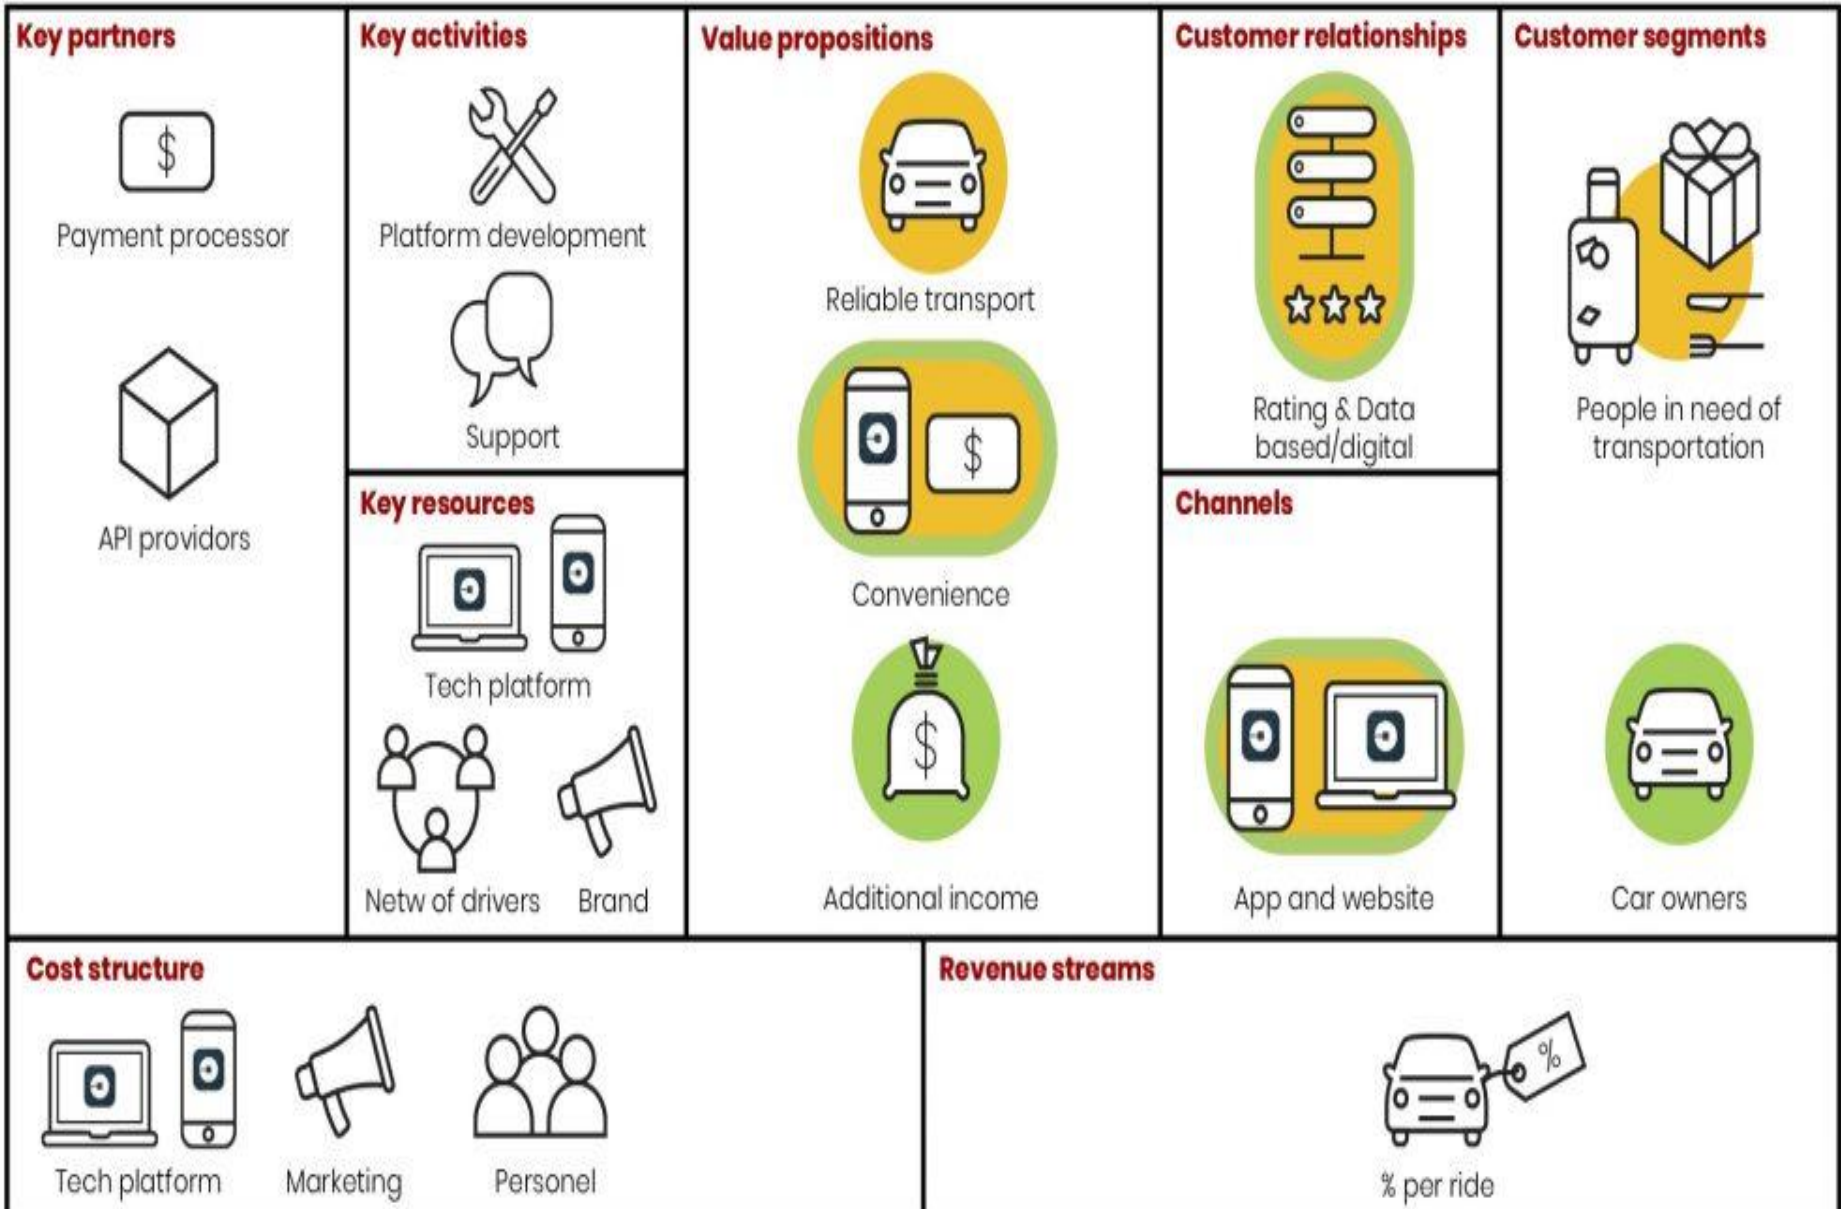 Key partners
$
Payment processor
API providors
Key activities
Platform development
Support
Key resources
Tech platform
Netw of drivers
Brand
Value propositions
Reliable transport
$
Convenience
$
Additional income
Customer relationships
Rating & Data
based/digital
Channels
App and website
Customer segments
People in need of
transportation
Car owners
Cost structure
Tech platform
Marketing
Personel
Revenue streams
%
% per ride